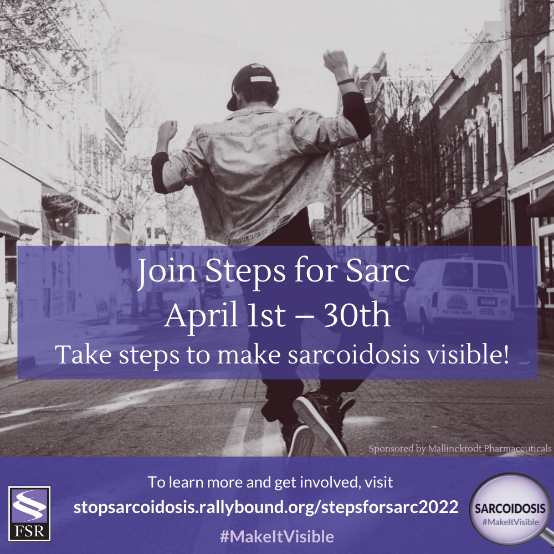 Join Steps for Sarc
April 1st – 30th
Take steps to make sarcoidosis visible!
Sponsored by Mallinckrodt Pharmaceuticals
To learn more and get involved, visit
stopsarcoidosis.rallybound.org/stepsforsarc2022
#MakeItVisible
FSR
SARCOIDOSIS
#MakeItVisible